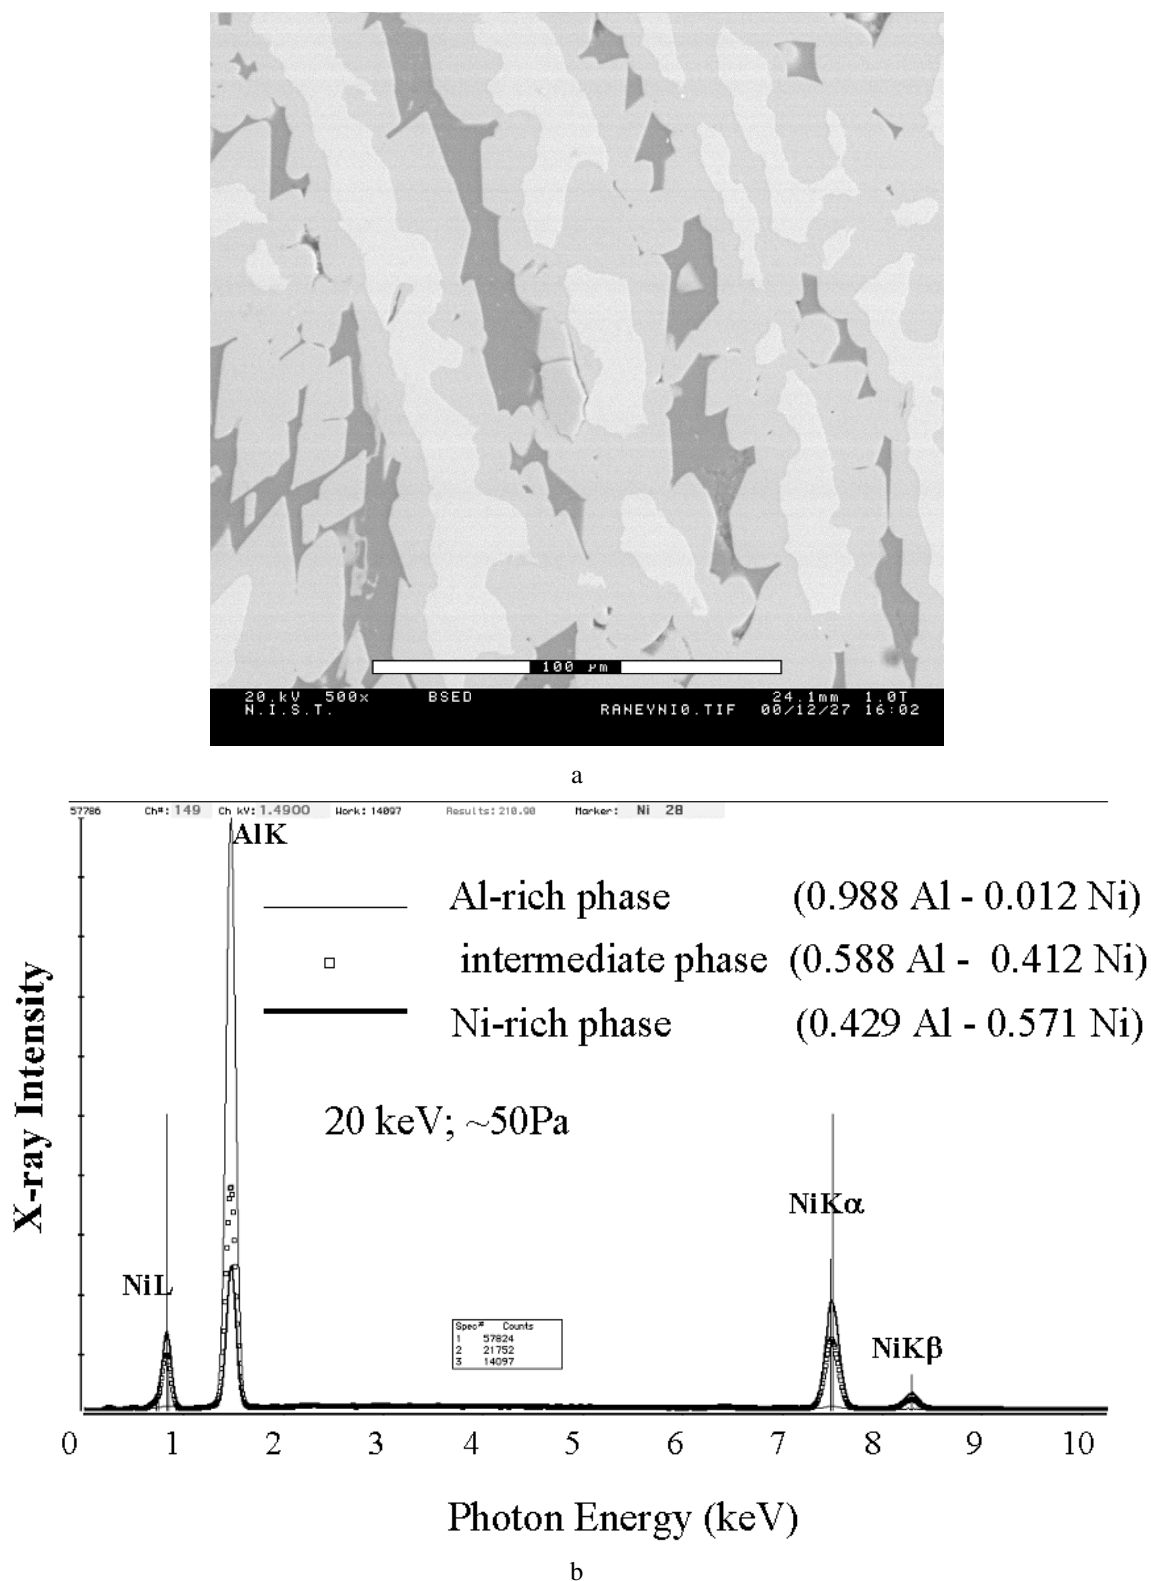 100 µm
20.kV 500x BSED 24.1mm 1.0T
N.I.S.T. RANEYNI0.TIF 00/12/27 16:02
a
57786 Ch#: 149 Ch kV: 1.4900 Work: 14097 Results: 210.90 Marker: Ni 28
AlK
Al-rich phase (0.988 Al - 0.012 Ni)
intermediate phase (0.588 Al - 0.412 Ni)
Ni-rich phase (0.429 Al - 0.571 Ni)
20 keV; ~50Pa
X-ray Intensity
NiKα
NiL
NiKβ
Spec# Counts
1 57824
2 21752
3 14097
0 1 2 3 4 5 6 7 8 9 10
Photon Energy (keV)
b